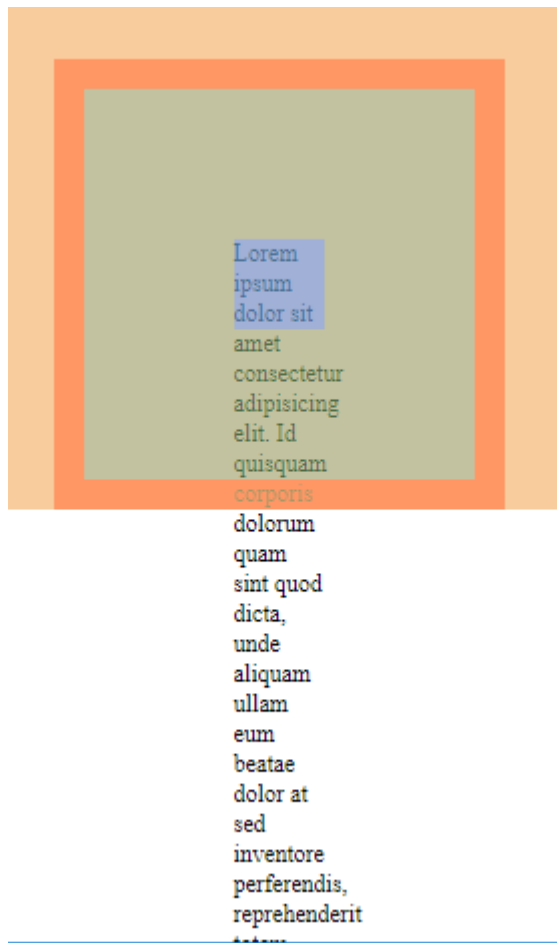 Lorem
ipsum
dolor sit
amet
consectetur
adipisicing
elit. Id
quisquam
corporis
dolorum
quam
sint quod
dicta,
unde
aliquam
ullam
eum
beatae
dolor at
sed
inventore
perferendis,
reprehenderit